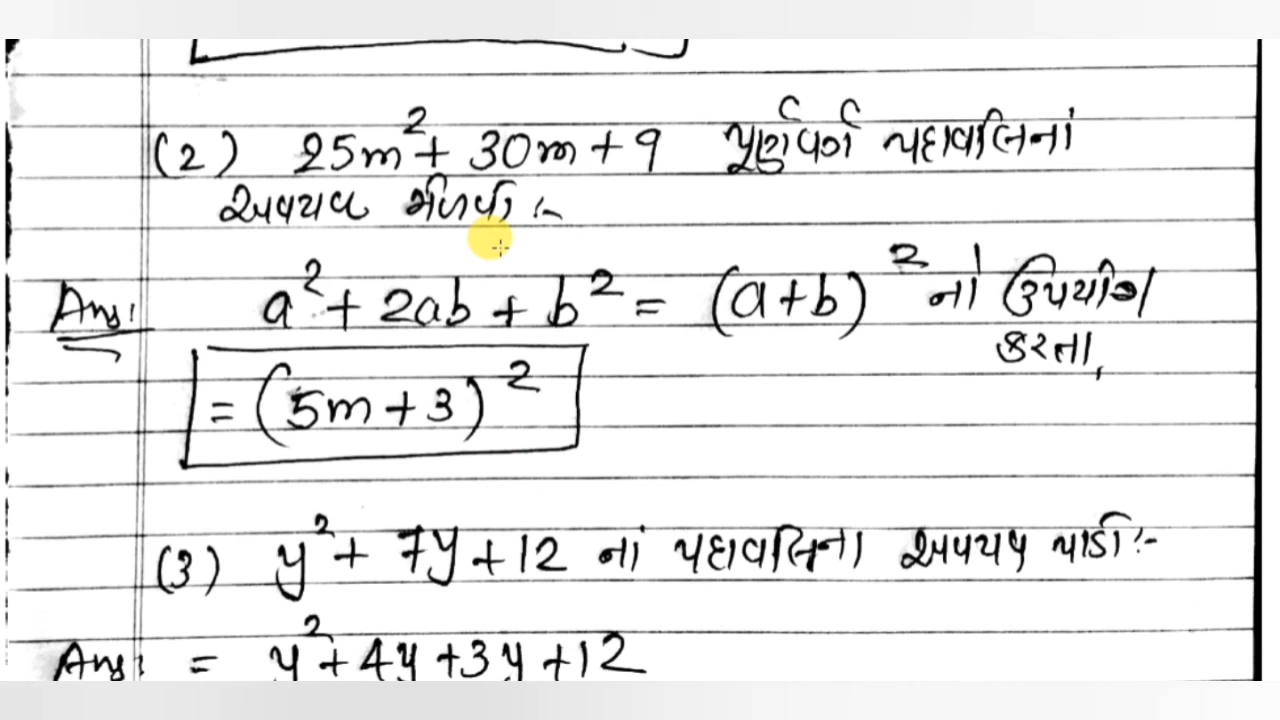 (2) 25m² + 30m + 9 પૂર્ણવર્ગ પદાવલિનાં
અવયવ મેળવો :-
Ans: a² + 2ab + b² = (a+b)² નો ઉપયોગ
કરતા,
= (5m+3)²
(3) y² + 7y + 12 નાં પદાવલિના અવયવ પાડો :-
Ans: = y² + 4y + 3y + 12